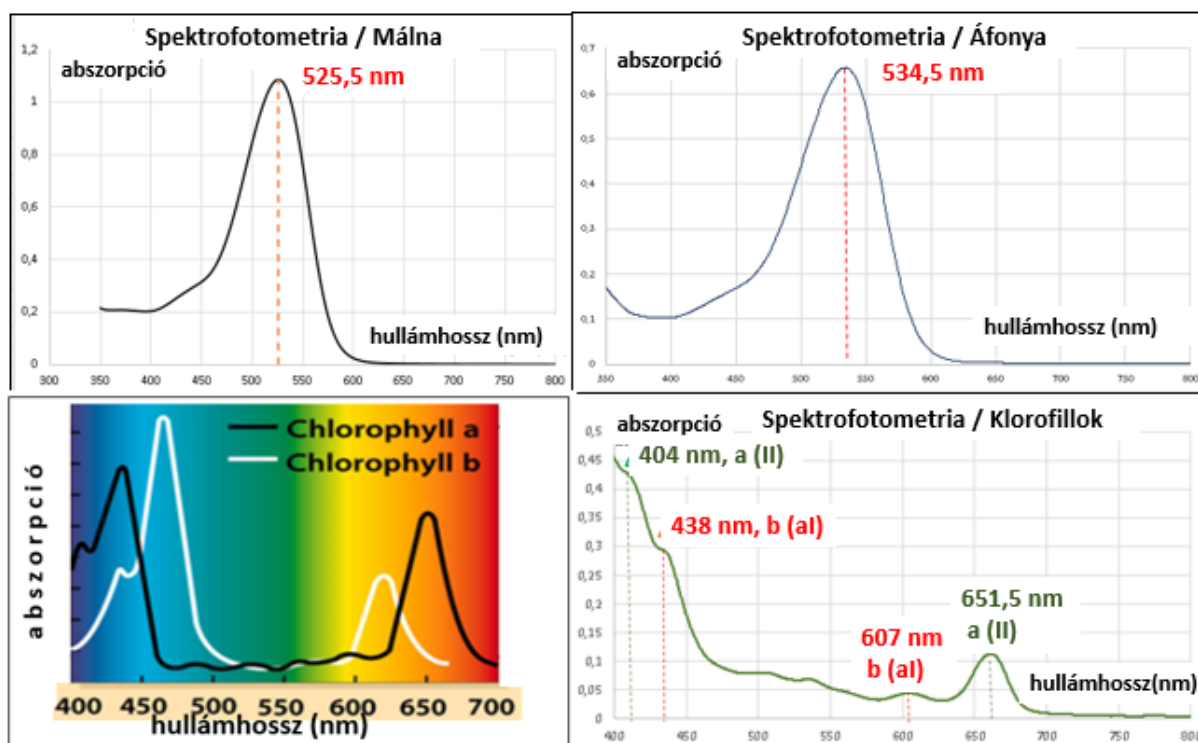 Spektrofotometria / Málna
abszorpció
525,5 nm
1,2
1
0,8
0,6
0,4
0,2
0
hullámhossz (nm)
300 350 400 450 500 550 600 650 700 750 800
Spektrofotometria / Áfonya
abszorpció
534,5 nm
0,7
0,6
0,5
0,4
0,3
0,2
0,1
0
hullámhossz (nm)
350 400 450 500 550 600 650 700 750 800
Chlorophyll a
Chlorophyll b
abszorpció
400 450 500 550 600 650 700
hullámhossz (nm)
Spektrofotometria / Klorofillok
abszorpció
404 nm, a (II)
438 nm, b (aI)
651,5 nm
a (II)
607 nm
b (aI)
0,5
0,45
0,4
0,35
0,3
0,25
0,2
0,15
0,1
0,05
0
hullámhossz(nm)
400 450 500 550 600 650 700 750 800